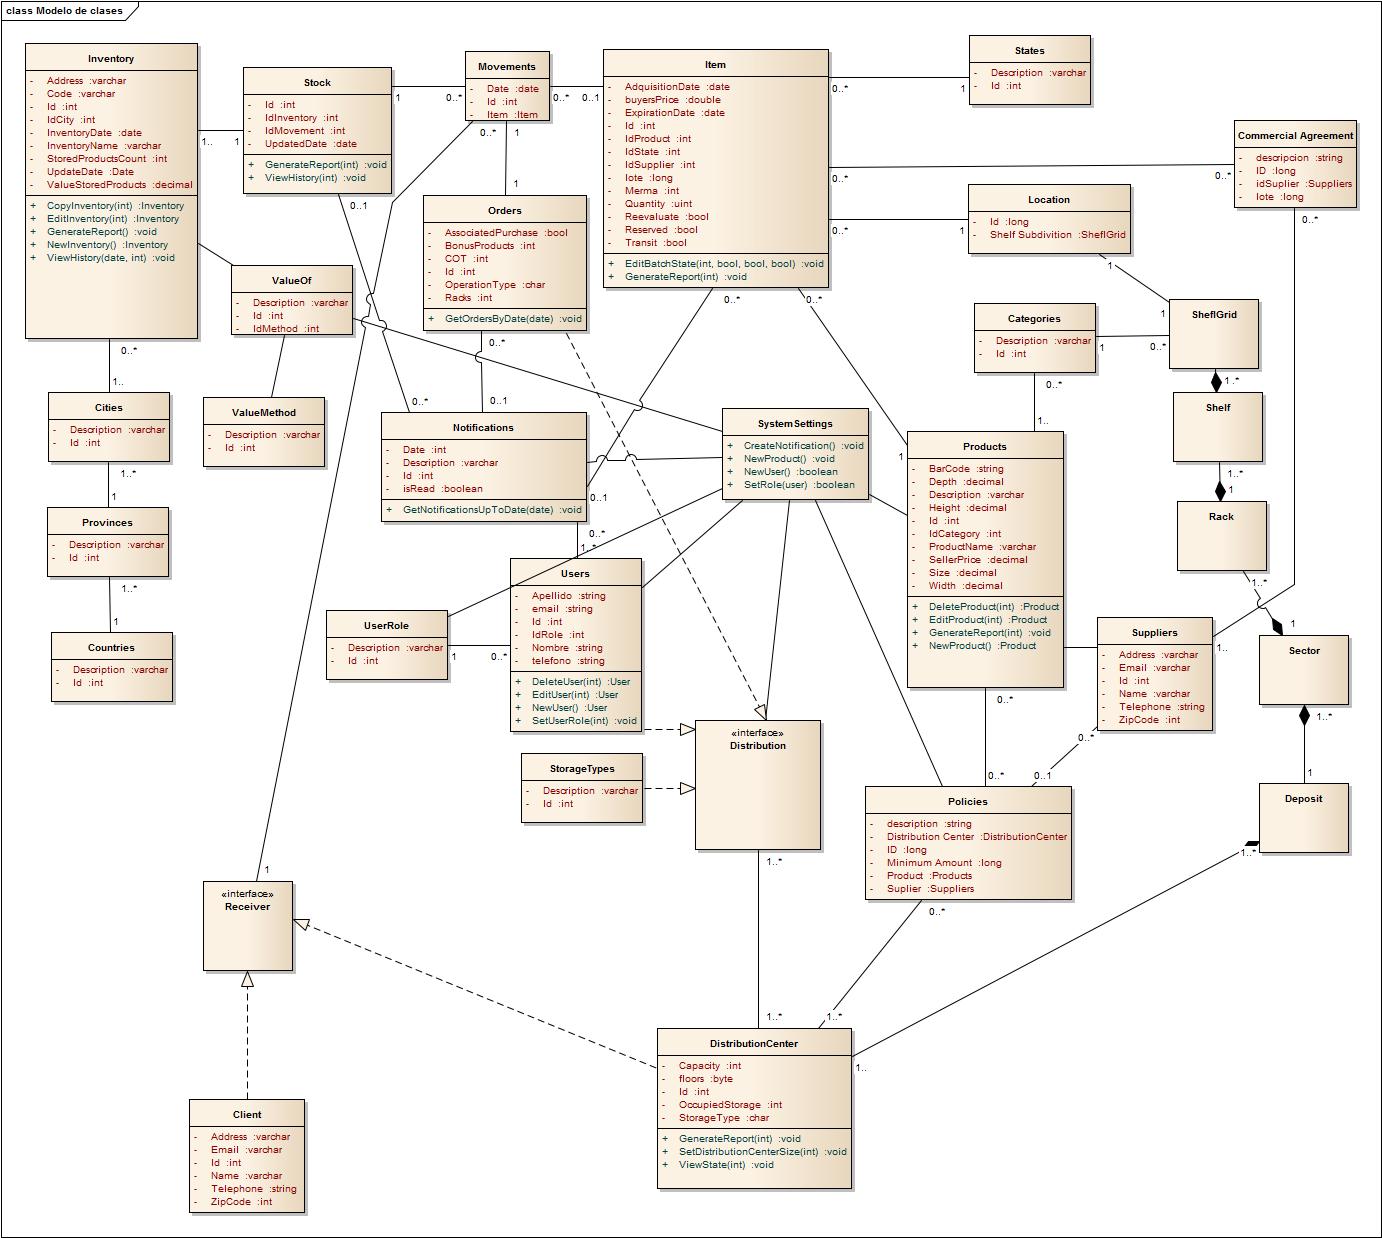 class Modelo de clases
Inventory
- Address :varchar
- Code :varchar
- Id :int
- IdCity :int
- InventoryDate :date
- InventoryName :varchar
- StoredProductsCount :int
- UpdateDate :Date
- ValueStoredProducts :decimal
+ CopyInventory(int) :Inventory
+ EditInventory(int) :Inventory
+ GenerateReport() :void
+ NewInventory() :Inventory
+ ViewHistory(date, int) :void
1..
1
Stock
- Id :int
- IdInventory :int
- IdMovement :int
- UpdatedDate :date
+ GenerateReport(int) :void
+ ViewHistory(int) :void
1
0..*
0..1
Movements
- Date :date
- Id :int
- Item :Item
0..*
0..1
0..*
1
1
Item
- AdquisitionDate :date
- buyersPrice :double
- ExpirationDate :date
- Id :int
- IdProduct :int
- IdState :int
- IdSupplier :int
- lote :long
- Merma :int
- Quantity :uint
- Reevaluate :bool
- Reserved :bool
- Transit :bool
+ EditBatchState(int, bool, bool, bool) :void
+ GenerateReport(int) :void
0..*
1
0..*
0..*
0..*
1
0..*
0..*
States
- Description :varchar
- Id :int
Commercial Agreement
- descripcion :string
- ID :long
- idSuplier :Suppliers
- lote :long
0..*
Location
- Id :long
- Shelf Subdivition :SheflGrid
1
1
Orders
- AssociatedPurchase :bool
- BonusProducts :int
- COT :int
- Id :int
- OperationType :char
- Racks :int
+ GetOrdersByDate(date) :void
0..*
0..1
ValueOf
- Description :varchar
- Id :int
- IdMethod :int
Categories
- Description :varchar
- Id :int
1
0..*
0..*
1..
SheflGrid
1..*
Shelf
1..*
1
Rack
1..*
1
0..*
1..
Cities
- Description :varchar
- Id :int
1..*
1
ValueMethod
- Description :varchar
- Id :int
0..*
Notifications
- Date :int
- Description :varchar
- Id :int
- isRead :boolean
+ GetNotificationsUpToDate(date) :void
0..1
0..*
1..*
SystemSettings
+ CreateNotification() :void
+ NewProduct() :void
+ NewUser() :boolean
+ SetRole(user) :boolean
1
Products
- BarCode :string
- Depth :decimal
- Description :varchar
- Height :decimal
- Id :int
- IdCategory :int
- ProductName :varchar
- SellerPrice :decimal
- Size :decimal
- Width :decimal
+ DeleteProduct(int) :Product
+ EditProduct(int) :Product
+ GenerateReport(int) :void
+ NewProduct() :Product
0..*
0..*
Provinces
- Description :varchar
- Id :int
1..*
1
Countries
- Description :varchar
- Id :int
UserRole
- Description :varchar
- Id :int
1
0..*
Users
- Apellido :string
- email :string
- Id :int
- IdRole :int
- Nombre :string
- telefono :string
+ DeleteUser(int) :User
+ EditUser(int) :User
+ NewUser() :User
+ SetUserRole(int) :void
Suppliers
- Address :varchar
- Email :varchar
- Id :int
- Name :varchar
- Telephone :string
- ZipCode :int
1..
0..*
0..1
Sector
1..*
1
Deposit
1..*
StorageTypes
- Description :varchar
- Id :int
«interface»
Distribution
1..*
1..*
Policies
- description :string
- Distribution Center :DistributionCenter
- ID :long
- Minimum Amount :long
- Product :Products
- Suplier :Suppliers
0..*
1..*
1
«interface»
Receiver
DistributionCenter
- Capacity :int
- floors :byte
- Id :int
- OccupiedStorage :int
- StorageType :char
+ GenerateReport(int) :void
+ SetDistributionCenterSize(int) :void
+ ViewState(int) :void
1..
Client
- Address :varchar
- Email :varchar
- Id :int
- Name :varchar
- Telephone :string
- ZipCode :int